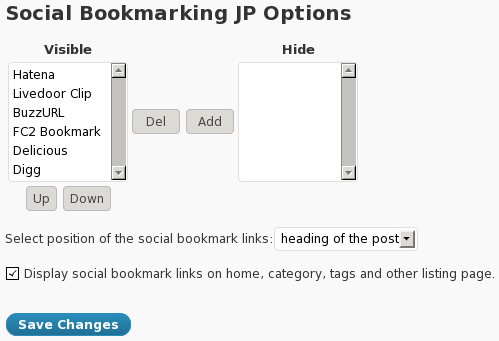 Social Bookmarking JP Options
Visible
Hide
Hatena
Livedoor Clip
BuzzURL
FC2 Bookmark
Delicious
Digg
Del
Add
Up
Down
Select position of the social bookmark links: heading of the post
Display social bookmark links on home, category, tags and other listing page.
Save Changes